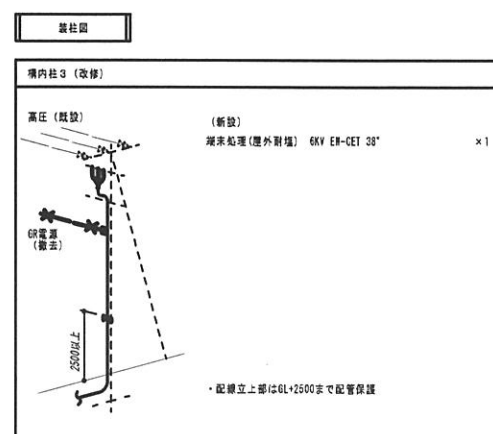 装柱図
構内柱3（改修）
高圧（既設）
（新設）
端末処理(屋外耐塩) 6KV EM-CET 38° ×1
GR電源
（撤去）
2500以上
・配線立上部はGL+2500まで配管保護